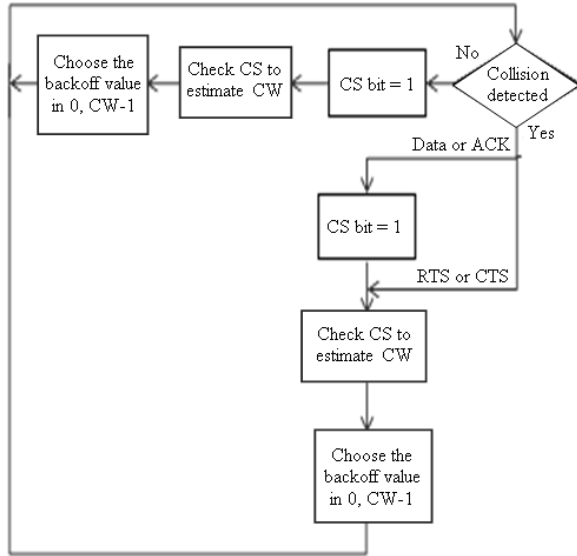 No
Collision
detected
Yes
CS bit = 1
Check CS to
estimate CW
Choose the
backoff value
in 0, CW-1
Data or ACK
CS bit = 1
RTS or CTS
Check CS to
estimate CW
Choose the
backoff value
in 0, CW-1